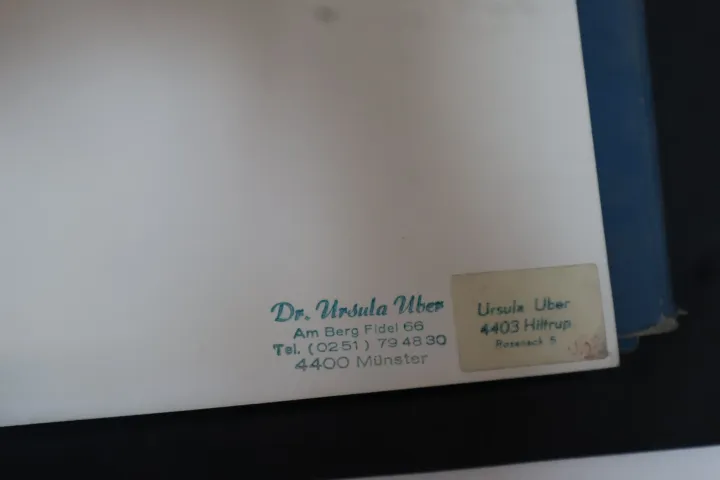 Dr. Ursula Uber
Am Berg Fidel 66
Tel. (0251) 79 48 30
4400 Münster
Ursula Uber
4403 Hiltrup
5